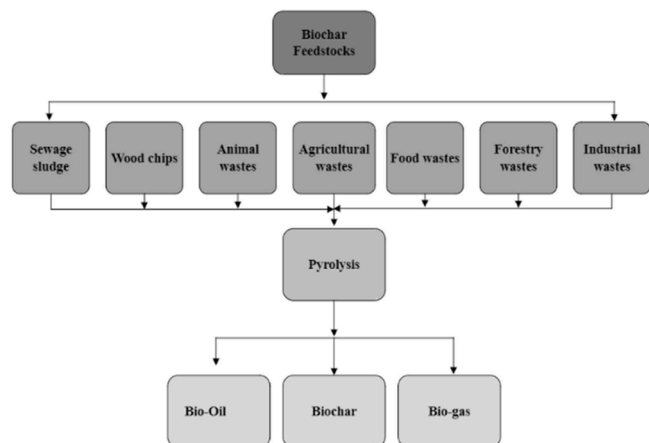 Biochar
Feedstocks
Sewage
sludge
Wood chips
Animal
wastes
Agricultural
wastes
Food wastes
Forestry
wastes
Industrial
wastes
Pyrolysis
Bio-Oil
Biochar
Bio-gas